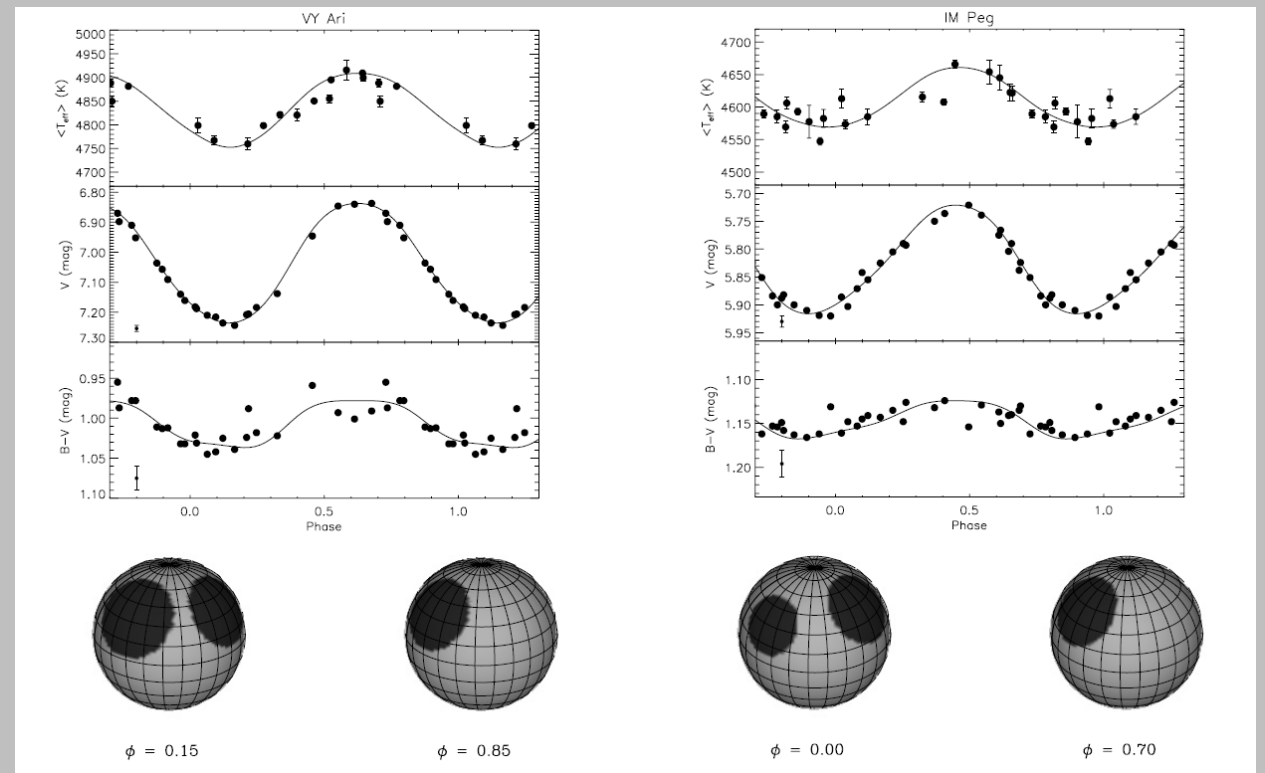 VY Ari
5000
4950
4900
4850
4800
4750
4700
<T_eff> (K)
6.80
6.90
7.00
7.10
7.20
7.30
V (mag)
0.95
1.00
1.05
1.10
B−V (mag)
0.0 0.5 1.0
Phase
IM Peg
4700
4650
4600
4550
4500
<T_eff> (K)
5.70
5.75
5.80
5.85
5.90
5.95
V (mag)
1.10
1.15
1.20
B−V (mag)
0.0 0.5 1.0
Phase
ϕ = 0.15 ϕ = 0.85 ϕ = 0.00 ϕ = 0.70